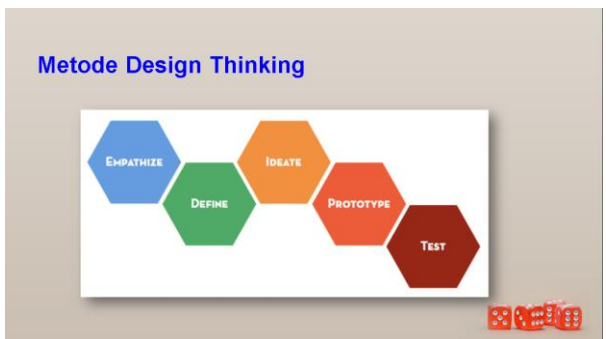 Metode Design Thinking
EMPATHIZE
DEFINE
IDEATE
PROTOTYPE
TEST